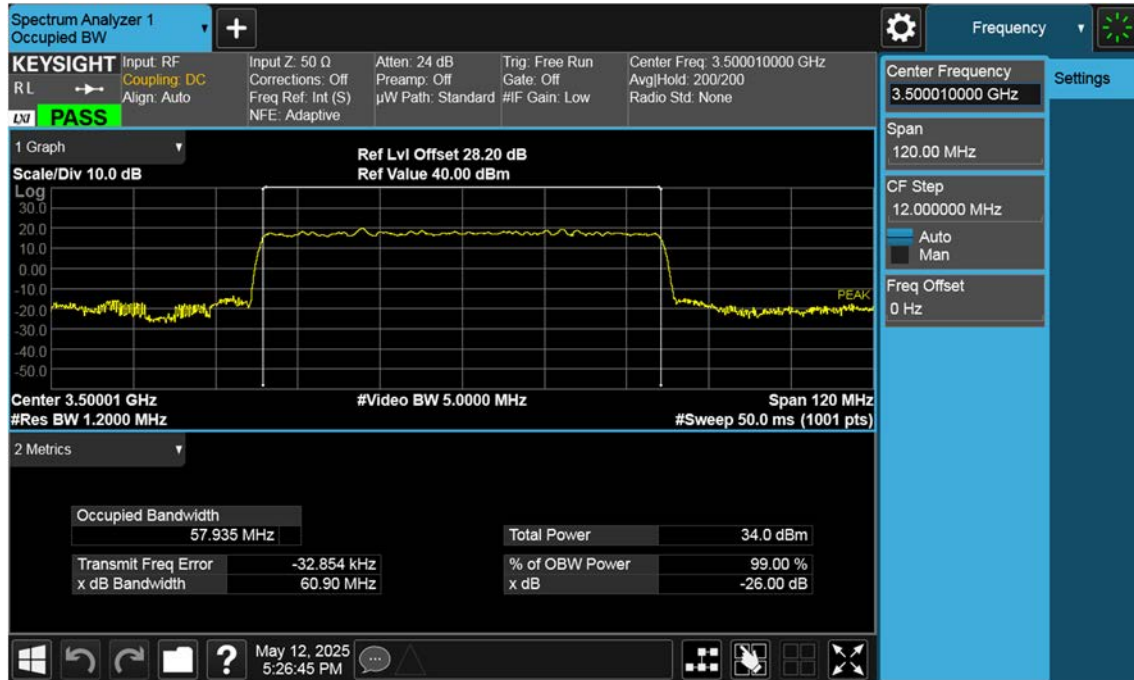 Spectrum Analyzer 1
Occupied BW
Frequency
KEYSIGHT
R L
LXI PASS
Input: RF
Coupling: DC
Align: Auto
Input Z: 50 Ω
Corrections: Off
Freq Ref: Int (S)
NFE: Adaptive
Atten: 24 dB
Preamp: Off
µW Path: Standard
Trig: Free Run
Gate: Off
#IF Gain: Low
Center Freq: 3.500010000 GHz
Avg|Hold: 200/200
Radio Std: None
Center Frequency
3.500010000 GHz
Settings
Span
120.00 MHz
CF Step
12.000000 MHz
Auto
Man
Freq Offset
0 Hz
1 Graph
Scale/Div 10.0 dB
Ref Lvl Offset 28.20 dB
Ref Value 40.00 dBm
Log
30.0
20.0
10.0
0.00
-10.0
-20.0
-30.0
-40.0
-50.0
PEAK
Center 3.50001 GHz
#Video BW 5.0000 MHz
Span 120 MHz
#Res BW 1.2000 MHz
#Sweep 50.0 ms (1001 pts)
2 Metrics
Occupied Bandwidth
57.935 MHz
Total Power 34.0 dBm
Transmit Freq Error -32.854 kHz
% of OBW Power 99.00 %
x dB Bandwidth 60.90 MHz
x dB -26.00 dB
?
May 12, 2025
5:26:45 PM